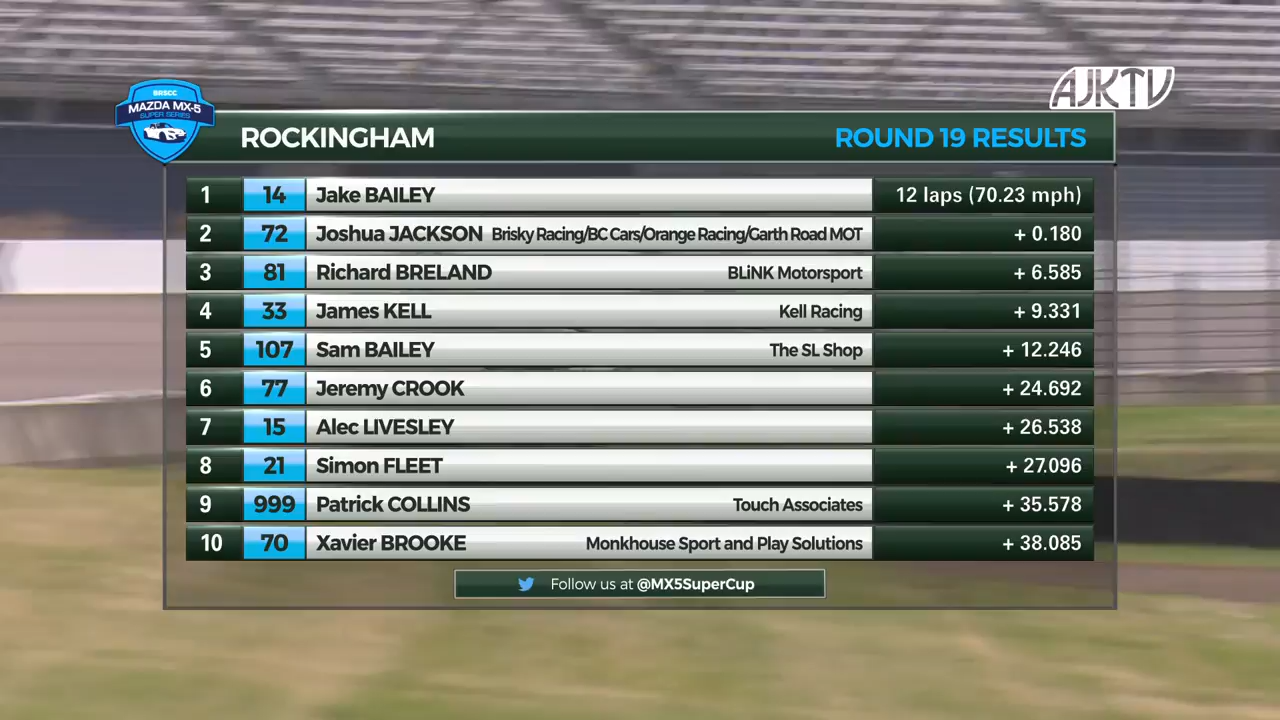 AJKTV
BRSCC
MAZDA MX-5
SUPER SERIES
ROCKINGHAM ROUND 19 RESULTS
1 14 Jake BAILEY 12 laps (70.23 mph)
2 72 Joshua JACKSON Brisky Racing/BC Cars/Orange Racing/Garth Road MOT + 0.180
3 81 Richard BRELAND BLiNK Motorsport + 6.585
4 33 James KELL Kell Racing + 9.331
5 107 Sam BAILEY The SL Shop + 12.246
6 77 Jeremy CROOK + 24.692
7 15 Alec LIVESLEY + 26.538
8 21 Simon FLEET + 27.096
9 999 Patrick COLLINS Touch Associates + 35.578
10 70 Xavier BROOKE Monkhouse Sport and Play Solutions + 38.085
Follow us at @MX5SuperCup